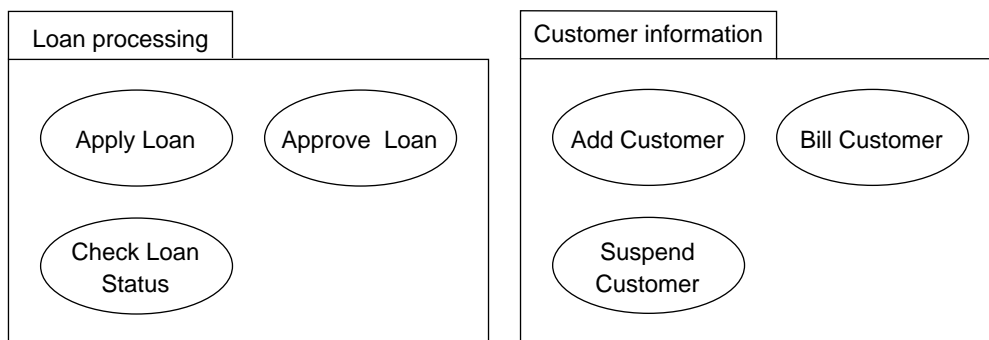 Loan processing
Apply Loan
Approve Loan
Check Loan
Status
Customer information
Add Customer
Bill Customer
Suspend
Customer